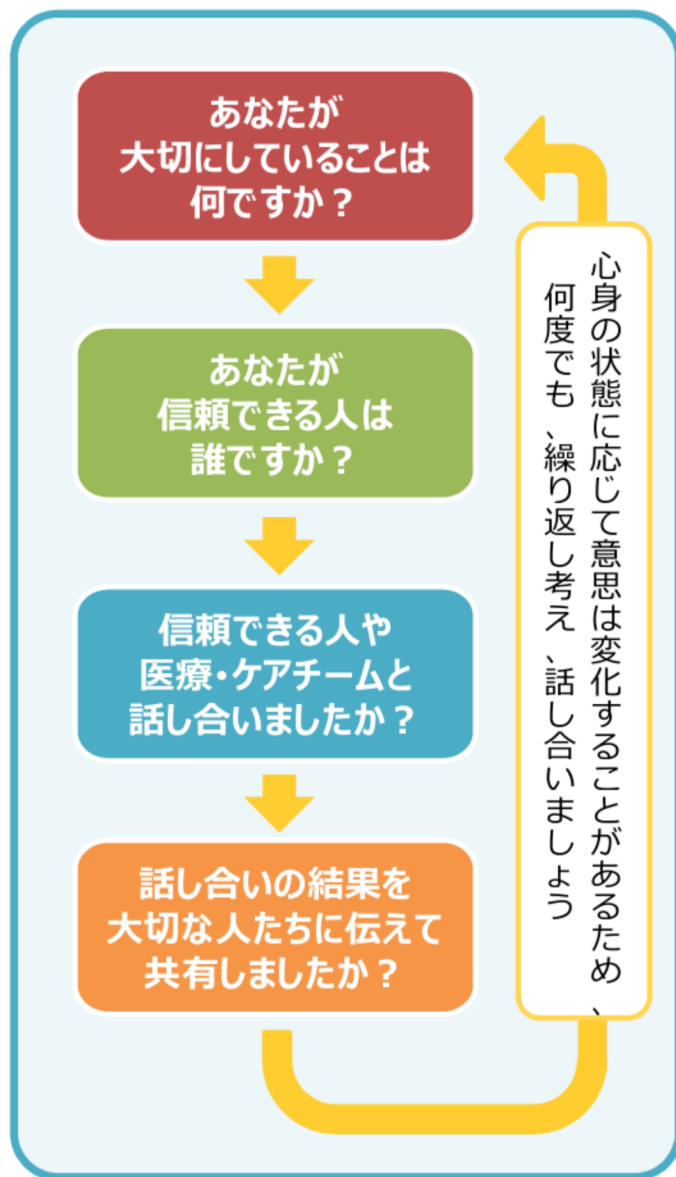 あなたが
大切にしていることは
何ですか？
あなたが
信頼できる人は
誰ですか？
信頼できる人や
医療・ケアチームと
話し合いましたか？
話し合いの結果を
大切な人たちに伝えて
共有しましたか？
心身の状態に応じて意思は変化することがあるため、
何度でも、繰り返し考え、話し合いましょう